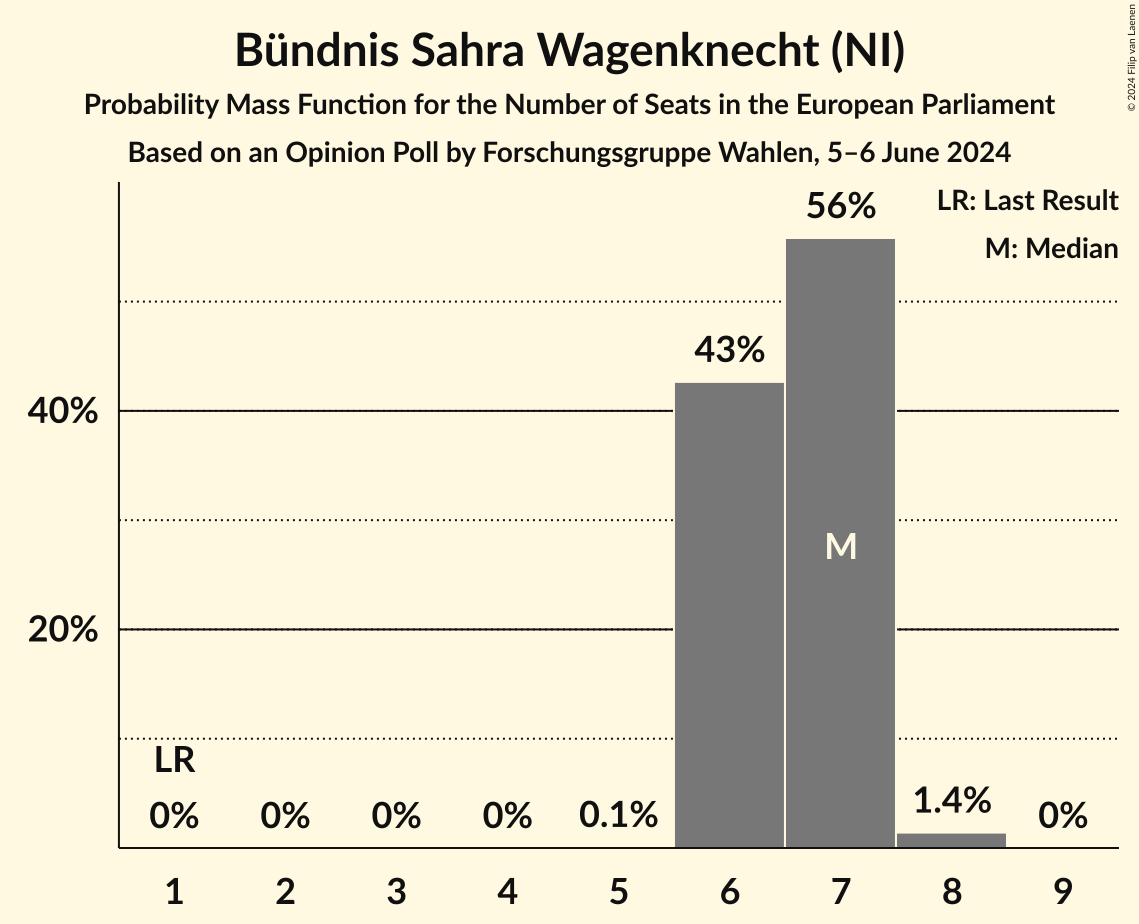 Bündnis Sahra Wagenknecht (NI)
Probability Mass Function for the Number of Seats in the European Parliament
Based on an Opinion Poll by Forschungsgruppe Wahlen, 5–6 June 2024
© 2024 Filip van Laenen
LR: Last Result
M: Median
56%
43%
40%
M
20%
LR
0% 0% 0% 0% 0.1% 1.4% 0%
1 2 3 4 5 6 7 8 9